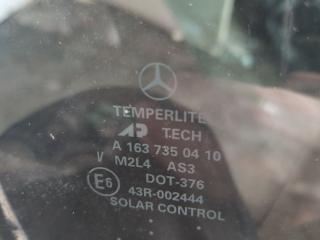 TEMPERLITE
AP TECH
A 163 735 04 10
V M2L4 AS3
E6 DOT-376
43R-002444
SOLAR CONTROL